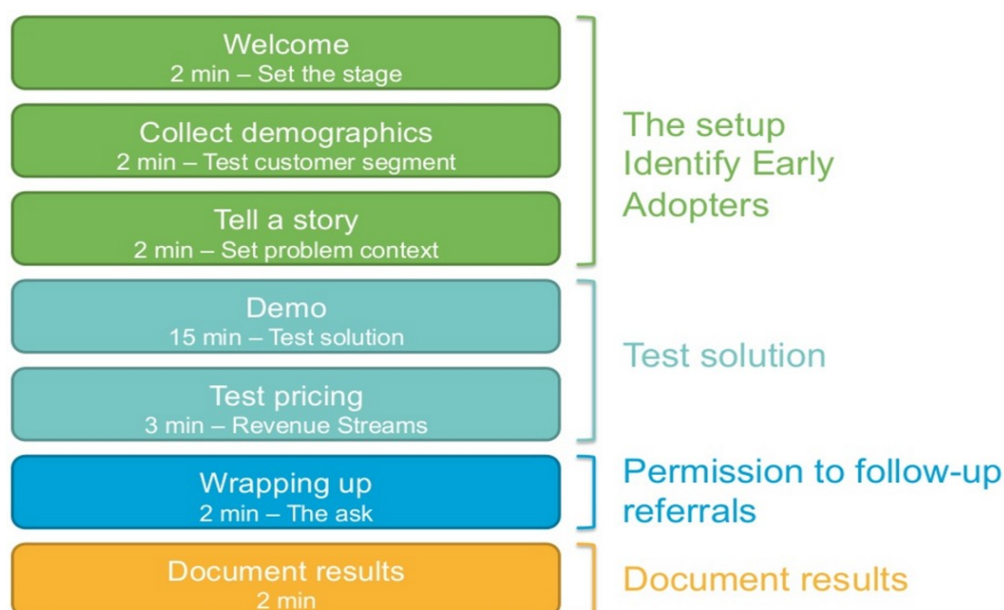 Welcome
2 min – Set the stage
Collect demographics
2 min – Test customer segment
Tell a story
2 min – Set problem context
The setup
Identify Early
Adopters
Demo
15 min – Test solution
Test pricing
3 min – Revenue Streams
Test solution
Wrapping up
2 min – The ask
Permission to follow-up
referrals
Document results
2 min
Document results